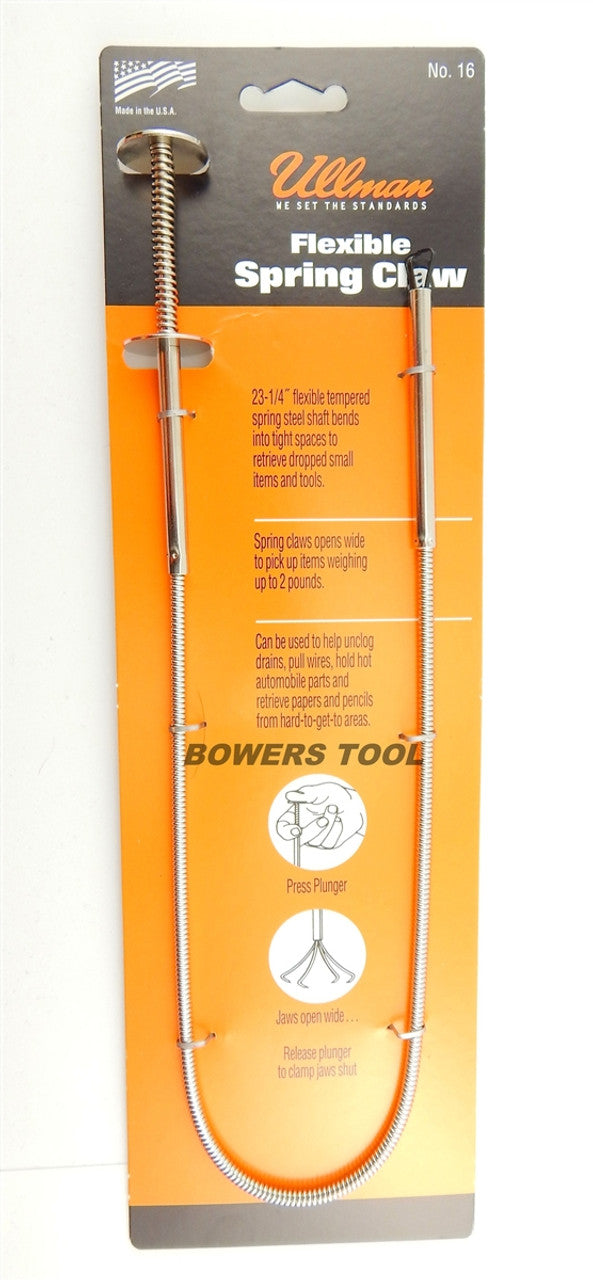 No. 16
Made in the U.S.A.
Ullman
WE SET THE STANDARDS
Flexible
Spring Claw
23-1/4˝ flexible tempered
spring steel shaft bends
into tight spaces to
retrieve dropped small
items and tools.
Spring claws opens wide
to pick up items weighing
up to 2 pounds.
Can be used to help unclog
drains, pull wires, hold hot
automobile parts and
retrieve papers and pencils
from hard-to-get-to areas.
BOWERS TOOL
Press Plunger
Jaws open wide...
Release plunger
to clamp jaws shut